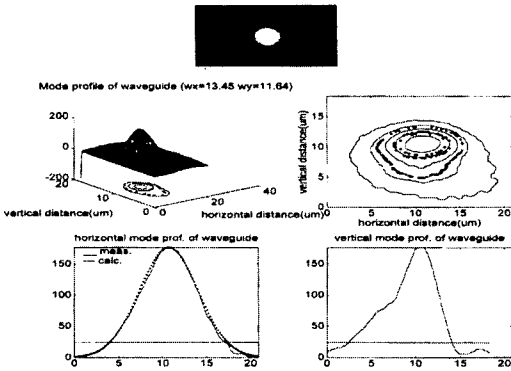 Mode profile of waveguide (wx=13.45 wy=11.64)
200
0
-200
20
10
0
0
20
40
vertical distance(um)
horizontal distance(um)
15
10
5
0
vertical distance(um)
0 5 10 15 20
horizontal distance(um)
horizontal mode prof. of waveguide
meas.
calc.
150
100
50
0
0 5 10 15 20
vertical mode prof. of waveguide
150
100
50
0
0 5 10 15 20